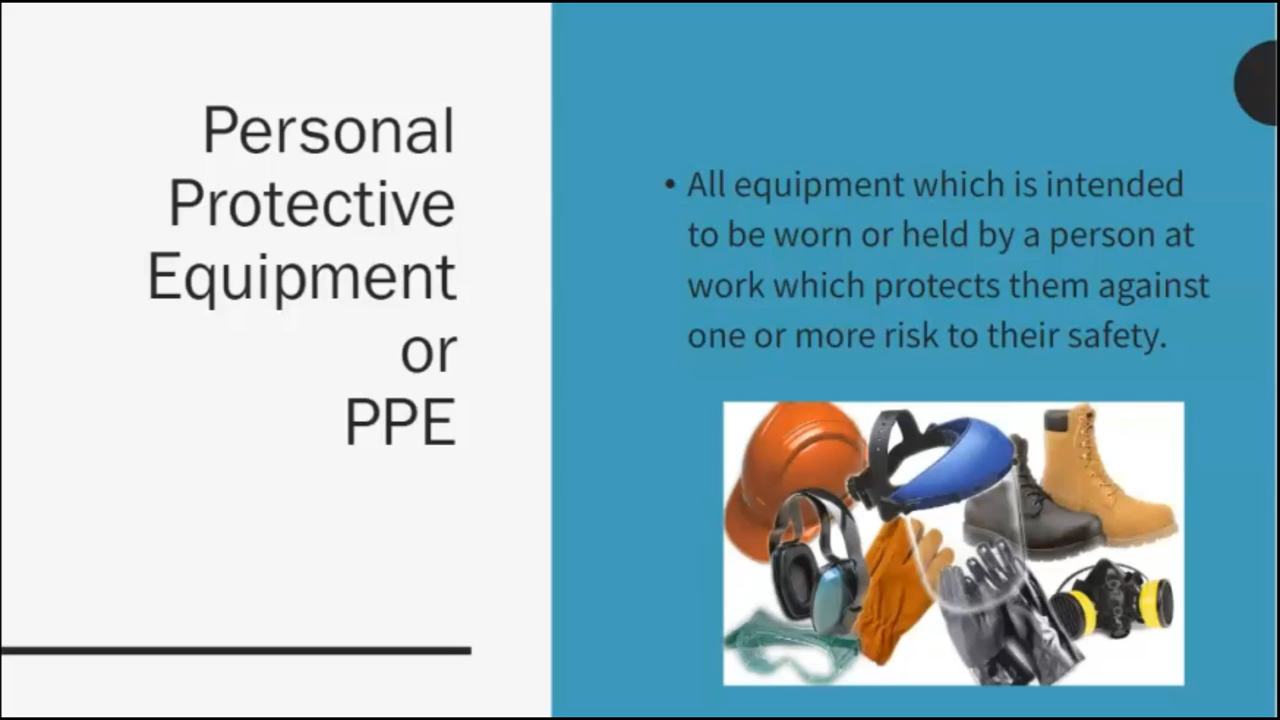 Personal
Protective
Equipment
or
PPE
• All equipment which is intended
to be worn or held by a person at
work which protects them against
one or more risk to their safety.